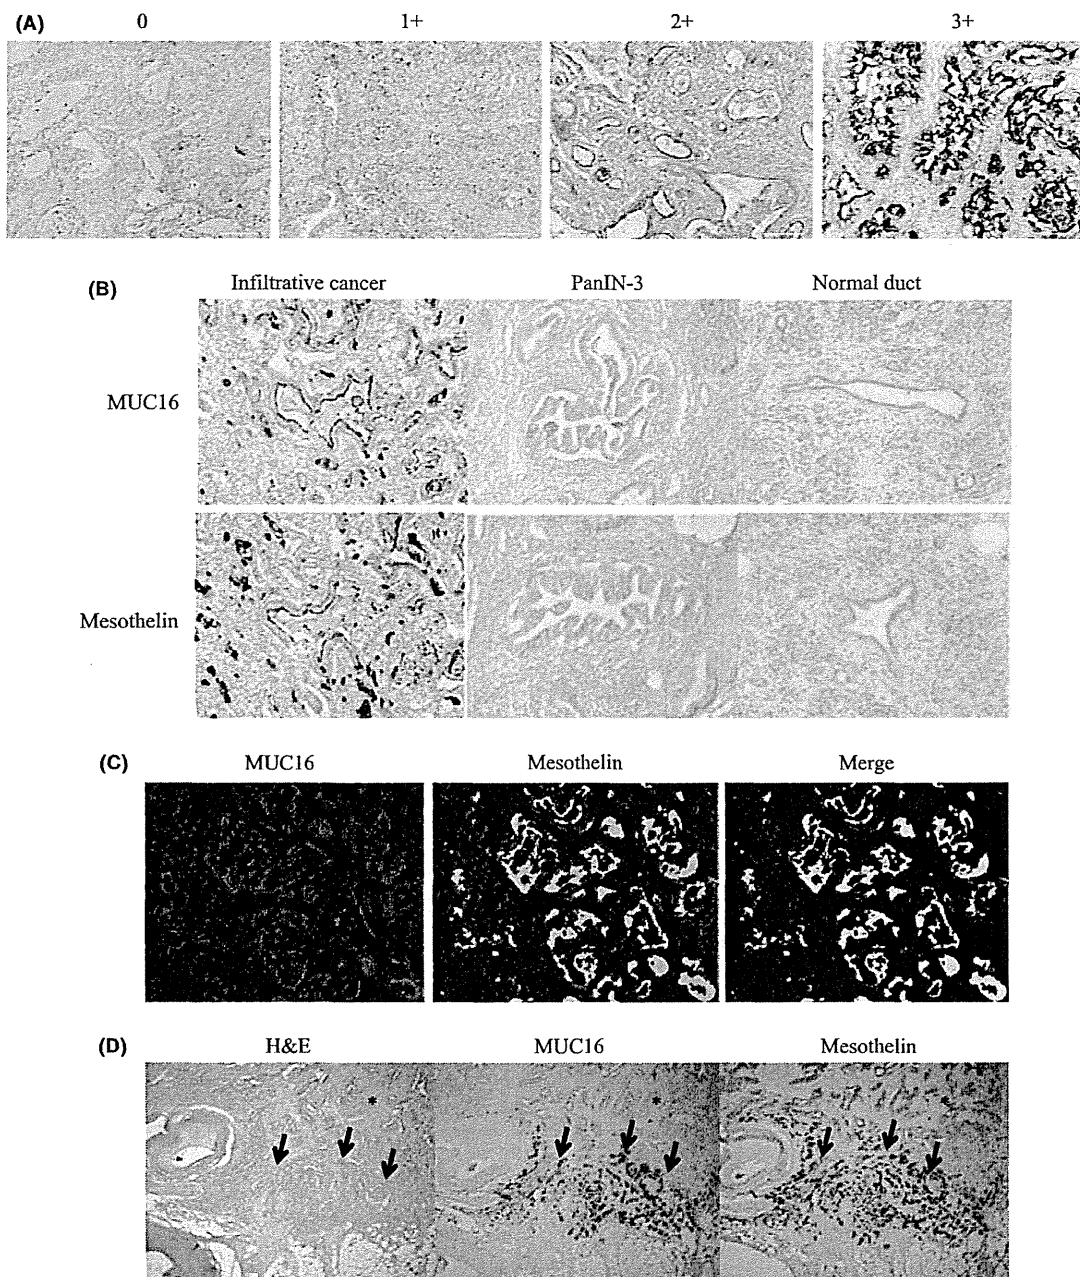 (A) 0 1+ 2+ 3+
(B) Infiltrative cancer PanIN-3 Normal duct
MUC16
Mesothelin
(C) MUC16 Mesothelin Merge
(D) H&E MUC16 Mesothelin
* *